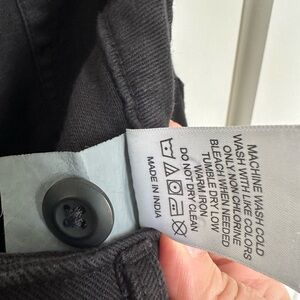 MACHINE WASH COLD
WASH WITH LIKE COLORS
ONLY NON CHLORINE
BLEACH WHEN NEEDED
TUMBLE DRY LOW
WARM IRON
DO NOT DRY CLEAN
MADE IN INDIA